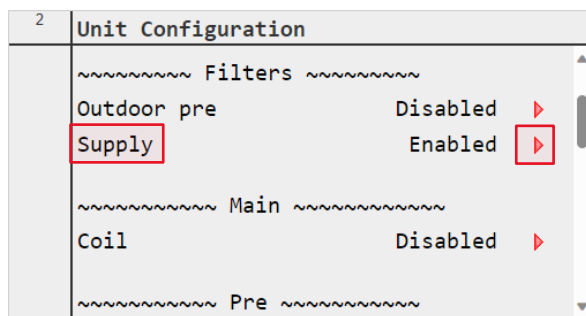 2
Unit Configuration
~~~~~~~~~ Filters ~~~~~~~~~
Outdoor pre Disabled
Supply Enabled
~~~~~~~~~~~ Main ~~~~~~~~~~~~
Coil Disabled
~~~~~~~~~~~ Pre ~~~~~~~~~~~